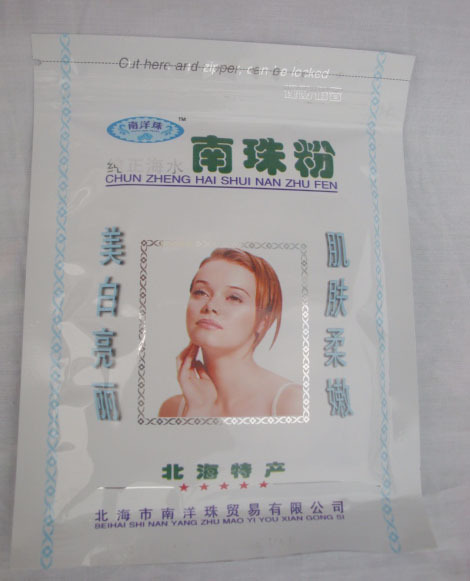 Cut here and zipper, can be locked
南洋珠
TM
纯正海水 南珠粉
CHUN ZHENG HAI SHUI NAN ZHU FEN
美白亮丽
肌肤柔嫩
北海特产
北海市南洋珠贸易有限公司
BEIHAI SHI NAN YANG ZHU MAO YI YOU XIAN GONG SI